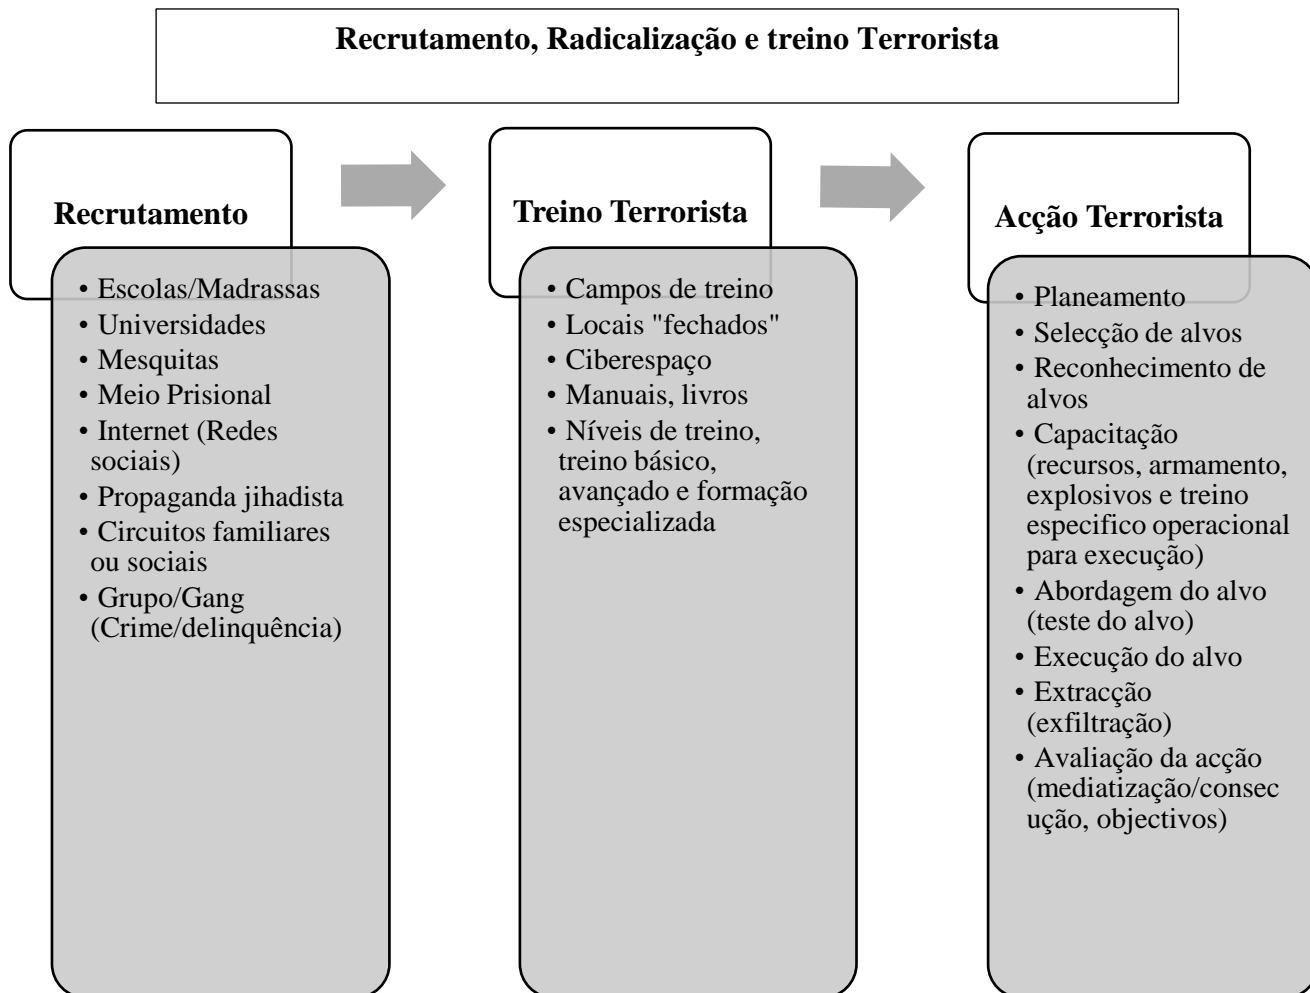 Recrutamento, Radicalização e treino Terrorista
Recrutamento
• Escolas/Madrassas
• Universidades
• Mesquitas
• Meio Prisional
• Internet (Redes
sociais)
• Propaganda jihadista
• Circuitos familiares
ou sociais
• Grupo/Gang
(Crime/delinquência)
Treino Terrorista
• Campos de treino
• Locais "fechados"
• Ciberespaço
• Manuais, livros
• Níveis de treino,
treino básico,
avançado e formação
especializada
Acção Terrorista
• Planeamento
• Selecção de alvos
• Reconhecimento de
alvos
• Capacitação
(recursos, armamento,
explosivos e treino
especifico operacional
para execução)
• Abordagem do alvo
(teste do alvo)
• Execução do alvo
• Extracção
(exfiltração)
• Avaliação da acção
(mediatização/consec
ução, objectivos)